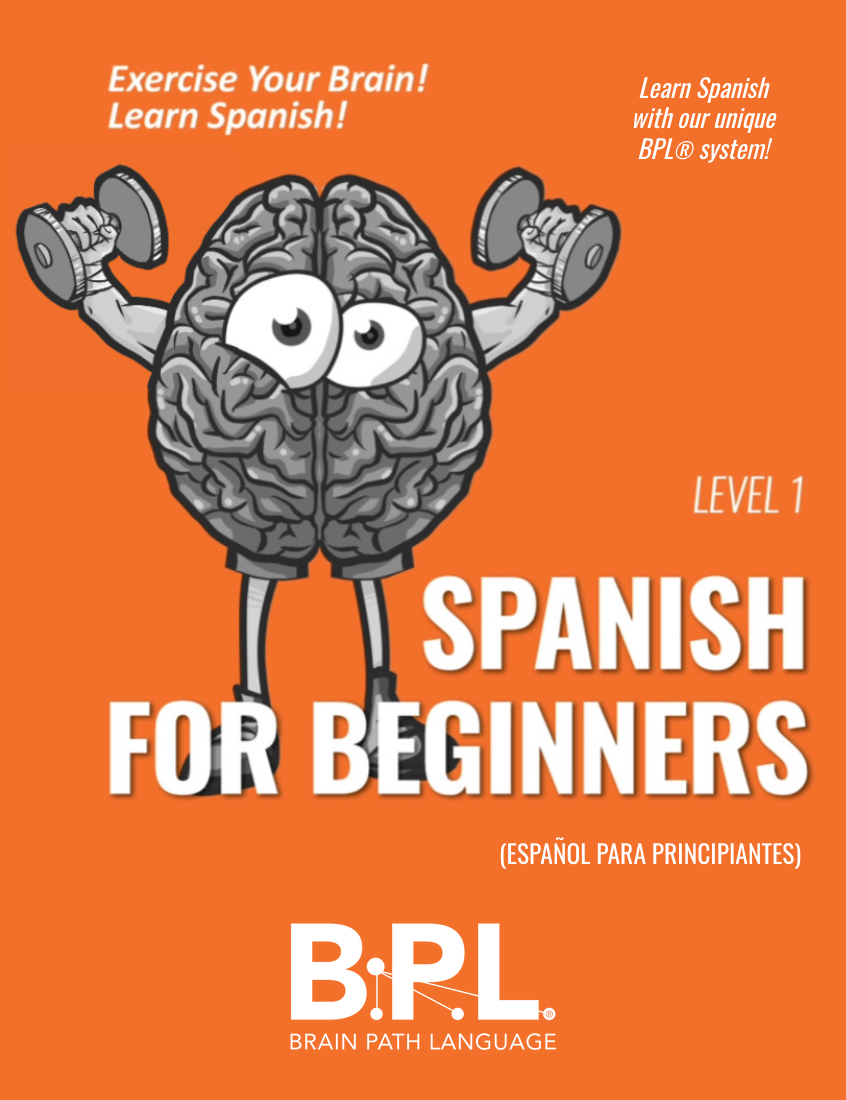 Exercise Your Brain!
Learn Spanish!
Learn Spanish
with our unique
BPL® system!
LEVEL 1
SPANISH
FOR BEGINNERS
(ESPAÑOL PARA PRINCIPIANTES)
B.P.L.®
BRAIN PATH LANGUAGE